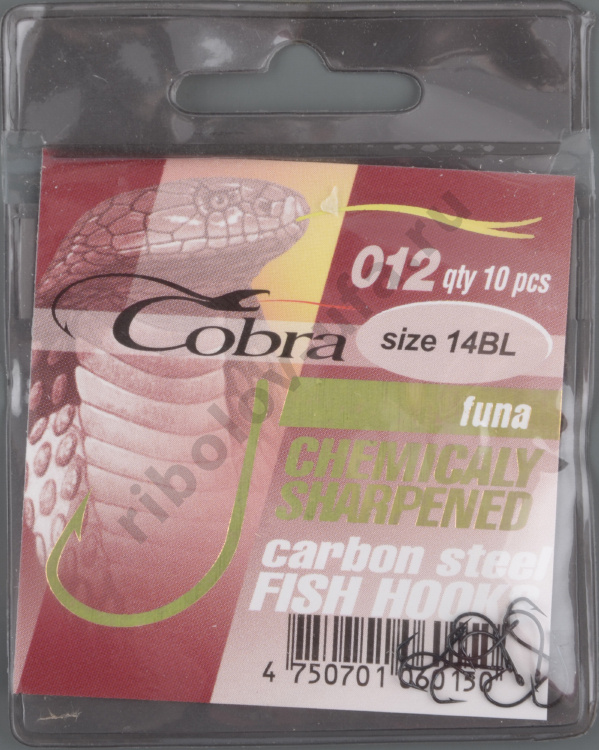 012 qty 10 pcs
Cobra
size 14BL
funa
CHEMICALY
SHARPENED
carbon steel
FISH HOOKS
4 750701 060150